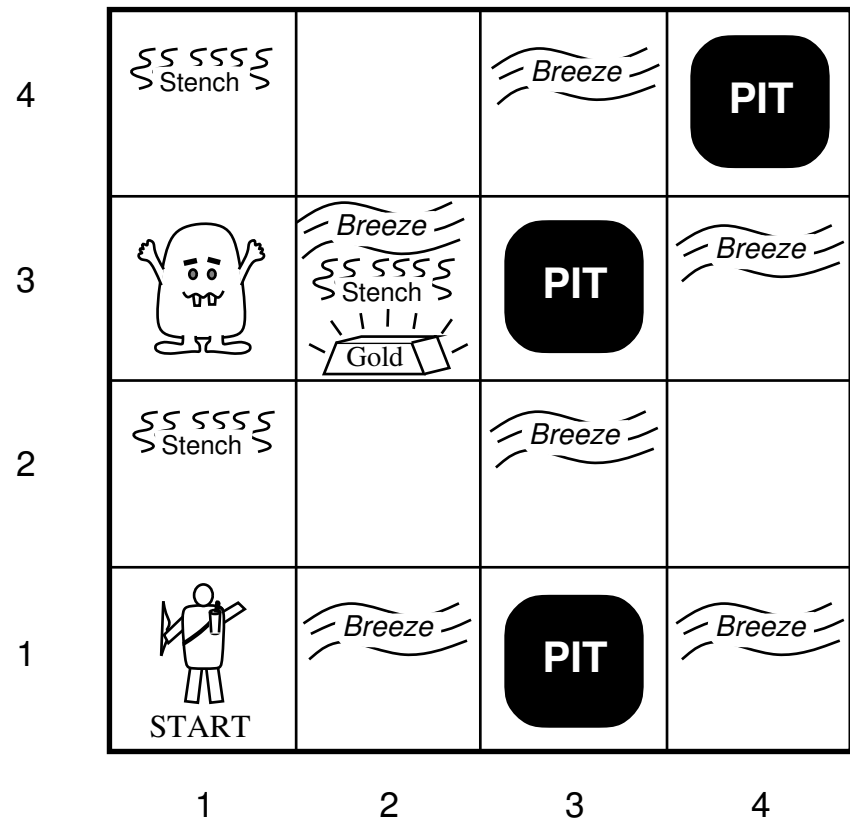 4
Stench
Breeze
PIT
3
Breeze
Stench
Gold
PIT
Breeze
2
Stench
Breeze
1
START
Breeze
PIT
Breeze
1 2 3 4